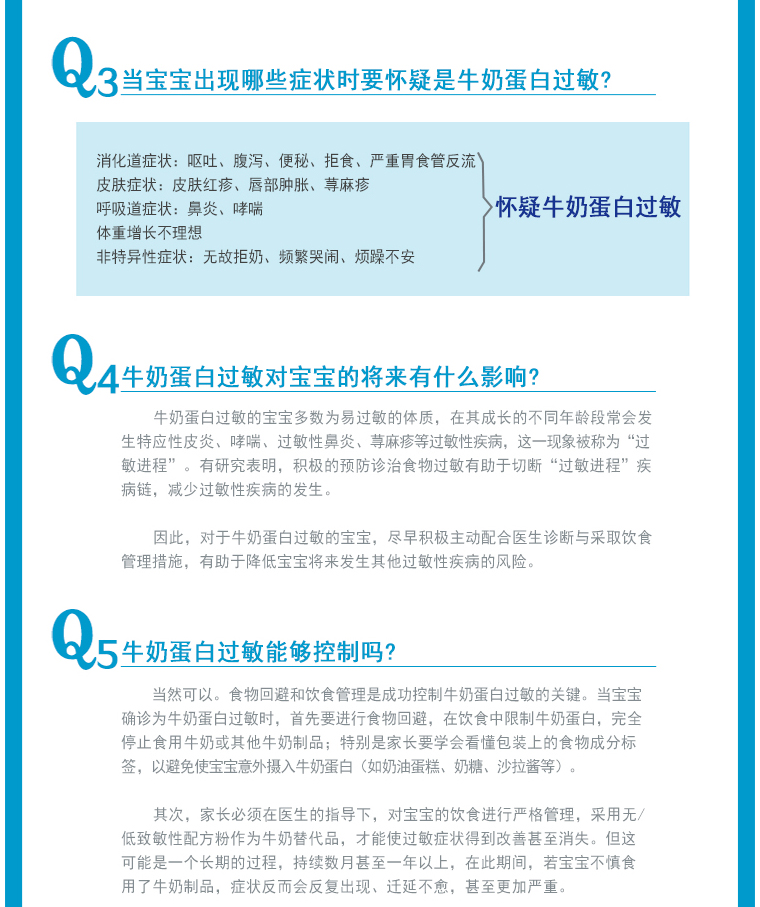 Q3 当宝宝出现哪些症状时要怀疑是牛奶蛋白过敏?
消化道症状：呕吐、腹泻、便秘、拒食、严重胃食管反流
皮肤症状：皮肤红疹、唇部肿胀、荨麻疹
呼吸道症状：鼻炎、哮喘
体重增长不理想
非特异性症状：无故拒奶、频繁哭闹、烦躁不安
怀疑牛奶蛋白过敏
Q4 牛奶蛋白过敏对宝宝的将来有什么影响?
牛奶蛋白过敏的宝宝多数为易过敏的体质，在其成长的不同年龄段常会发
生特应性皮炎、哮喘、过敏性鼻炎、荨麻疹等过敏性疾病，这一现象被称为“过
敏进程”。有研究表明，积极的预防诊治食物过敏有助于切断“过敏进程”疾
病链，减少过敏性疾病的发生。
因此，对于牛奶蛋白过敏的宝宝，尽早积极主动配合医生诊断与采取饮食
管理措施，有助于降低宝宝将来发生其他过敏性疾病的风险。
Q5 牛奶蛋白过敏能够控制吗?
当然可以。食物回避和饮食管理是成功控制牛奶蛋白过敏的关键。当宝宝
确诊为牛奶蛋白过敏时，首先要进行食物回避，在饮食中限制牛奶蛋白，完全
停止食用牛奶或其他牛奶制品；特别是家长要学会看懂包装上的食物成分标
签，以避免使宝宝意外摄入牛奶蛋白（如奶油蛋糕、奶糖、沙拉酱等）。
其次，家长必须在医生的指导下，对宝宝的饮食进行严格管理，采用无/
低致敏性配方粉作为牛奶替代品，才能使过敏症状得到改善甚至消失。但这
可能是一个长期的过程，持续数月甚至一年以上，在此期间，若宝宝不慎食
用了牛奶制品，症状反而会反复出现、迁延不愈，甚至更加严重。